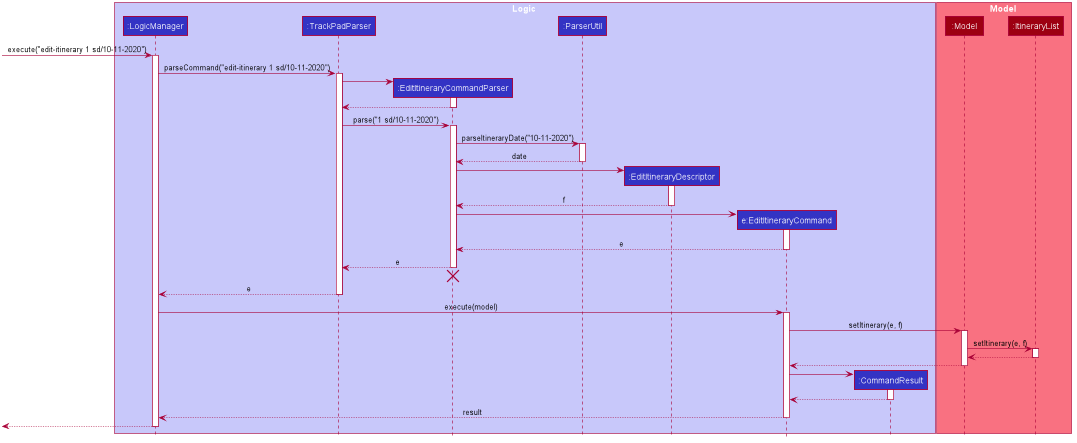 Logic
Model
:LogicManager
:TrackPadParser
:ParserUtil
:Model
:ItineraryList
execute("edit-itinerary 1 sd/10-11-2020")
parseCommand("edit-itinerary 1 sd/10-11-2020")
:EditItineraryCommandParser
parse("1 sd/10-11-2020")
parseItineraryDate("10-11-2020")
date
:EditItineraryDescriptor
f
e:EditItineraryCommand
e
e
e
execute(model)
setItinerary(e, f)
setItinerary(e, f)
:CommandResult
result